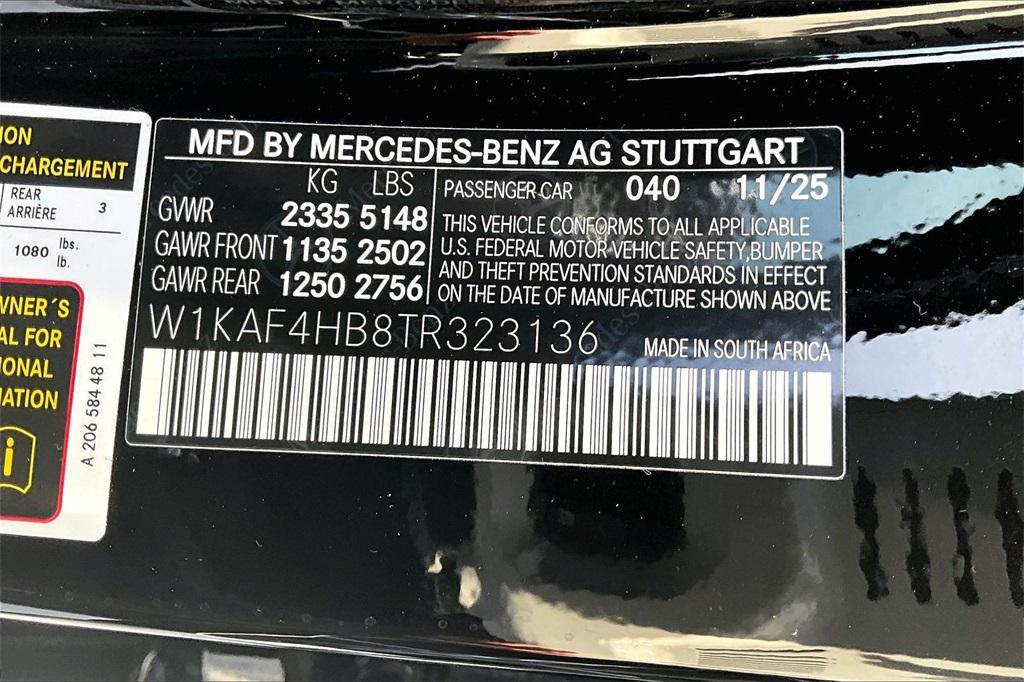 ION
CHARGEMENT
REAR
ARRIÈRE 3
1080 lbs.
lb.
WNER´S
AL FOR
IONAL
MATION
i
A 206 584 48 11
MFD BY MERCEDES-BENZ AG STUTTGART
KG LBS
GVWR 2335 5148
GAWR FRONT 1135 2502
GAWR REAR 1250 2756
PASSENGER CAR 040 11/25
THIS VEHICLE CONFORMS TO ALL APPLICABLE
U.S. FEDERAL MOTOR VEHICLE SAFETY,BUMPER
AND THEFT PREVENTION STANDARDS IN EFFECT
ON THE DATE OF MANUFACTURE SHOWN ABOVE
W1KAF4HB8TR323136
MADE IN SOUTH AFRICA